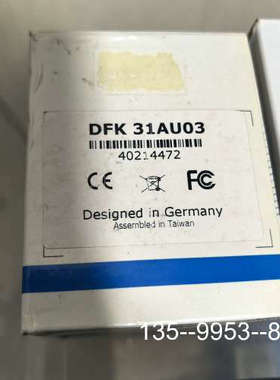 DFK 31AU03
40214472
CE FC
Designed in Germany
Assembled in Taiwan
135--9953--8